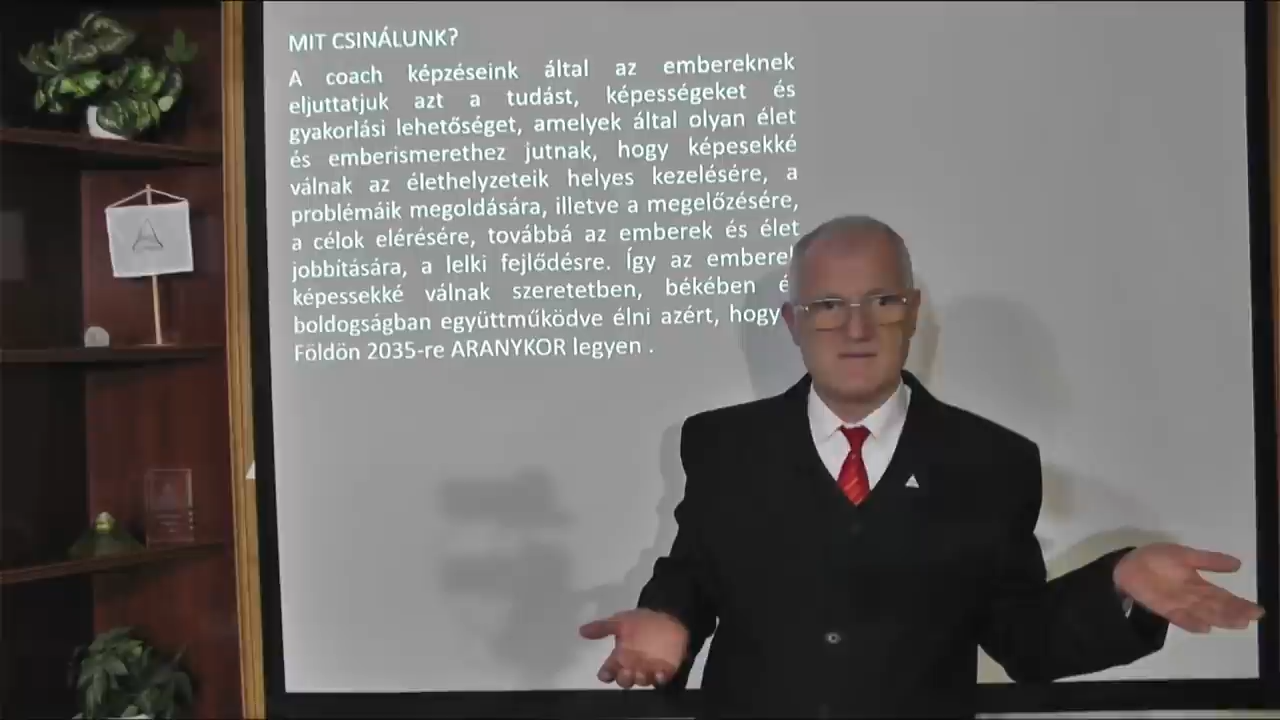 MIT CSINÁLUNK?
A coach képzéseink által az embereknek
eljuttatjuk azt a tudást, képességeket és
gyakorlási lehetőséget, amelyek által olyan élet
és emberismerethez jutnak, hogy képesekké
válnak az élethelyzeteik helyes kezelésére, a
problémáik megoldására, illetve a megelőzésére,
a célok elérésére, továbbá az emberek és élet
jobbítására, a lelki fejlődésre. Így az
képessekké válnak szeretetben, békében
boldogságban együttműködve élni azért, hogy
Földön 2035-re ARANYKOR legyen .